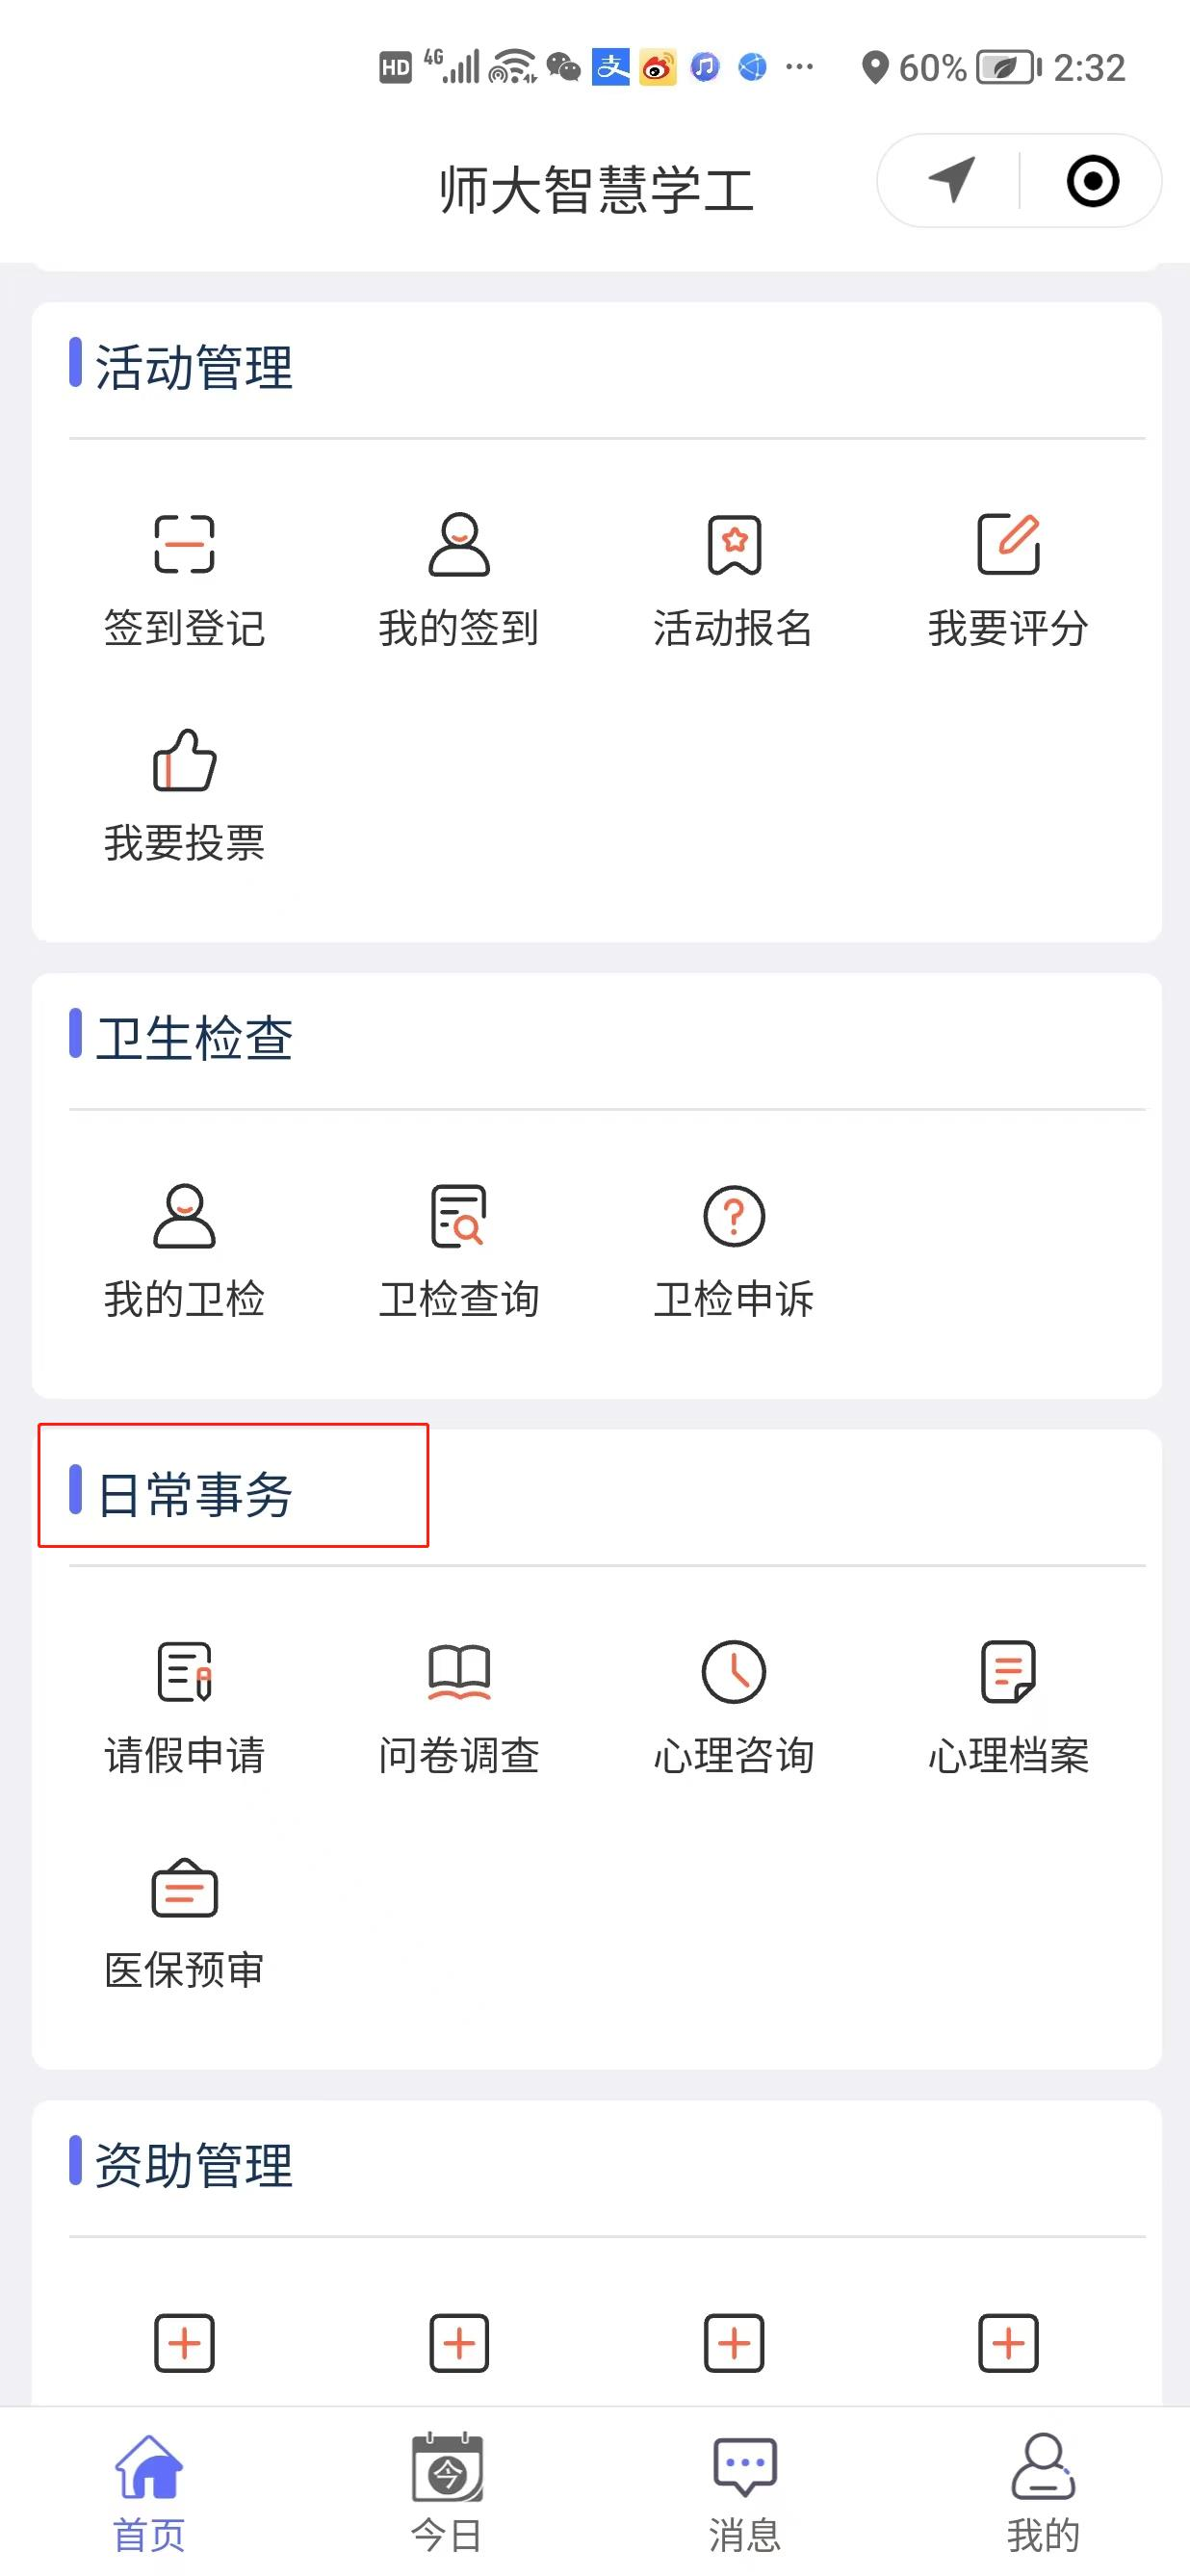 HD 4G 支 60% 2:32
师大智慧学工
活动管理
签到登记 我的签到 活动报名 我要评分
我要投票
卫生检查
我的卫检 卫检查询 卫检申诉
日常事务
请假申请 问卷调查 心理咨询 心理档案
医保预审
资助管理
今
首页 今日 消息 我的